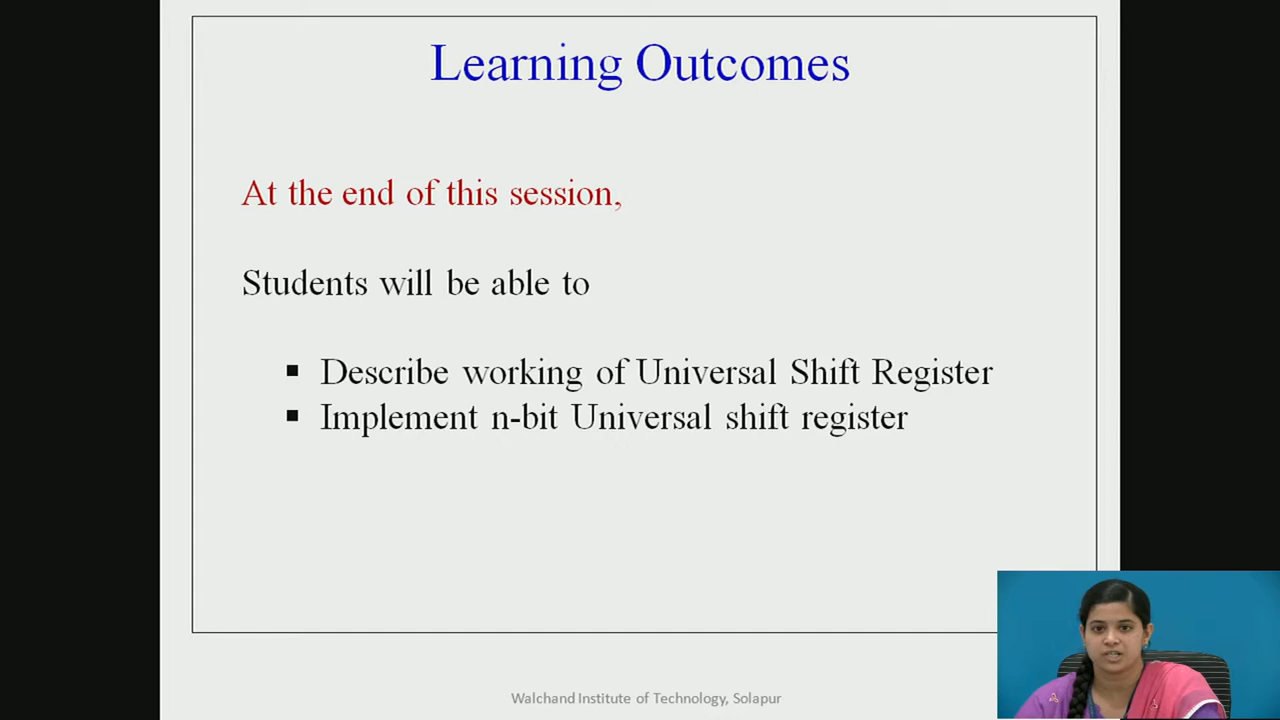 Learning Outcomes
At the end of this session,
Students will be able to
▪ Describe working of Universal Shift Register
▪ Implement n-bit Universal shift register
Walchand Institute of Technology, Solapur